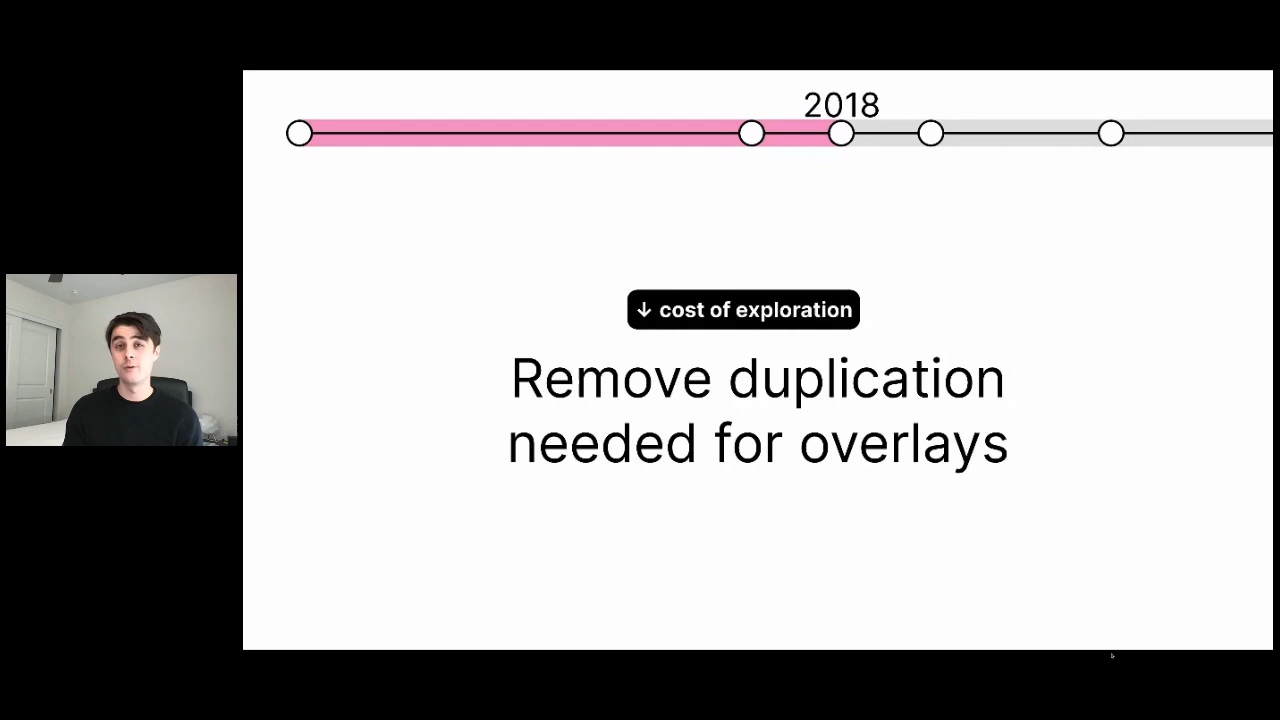 2018
↓ cost of exploration
Remove duplication
needed for overlays